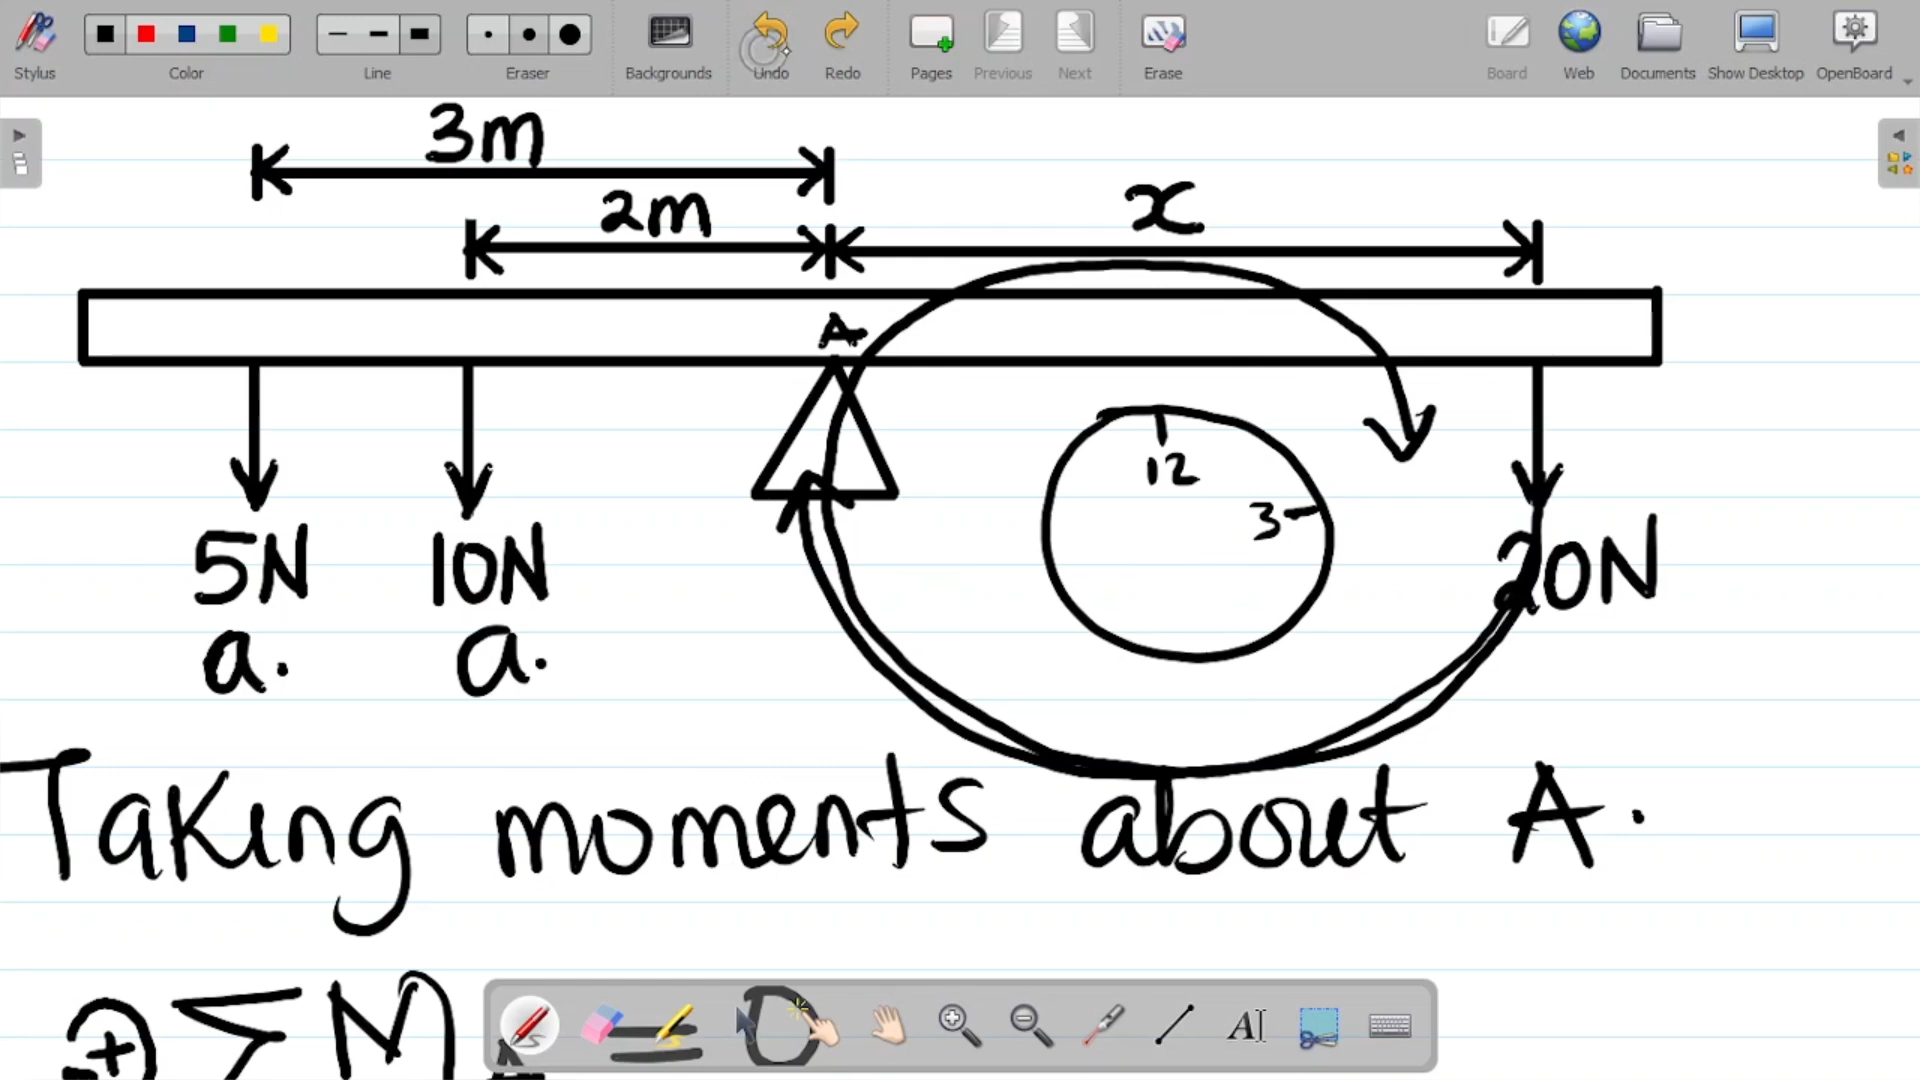 Stylus Color Line Eraser Backgrounds Undo Redo Pages Previous Next Erase Board Web Documents Show Desktop OpenBoard
3m
2m x
A
12
3
5N 10N 20N
a. a.
Taking moments about A.
+ ΣM A